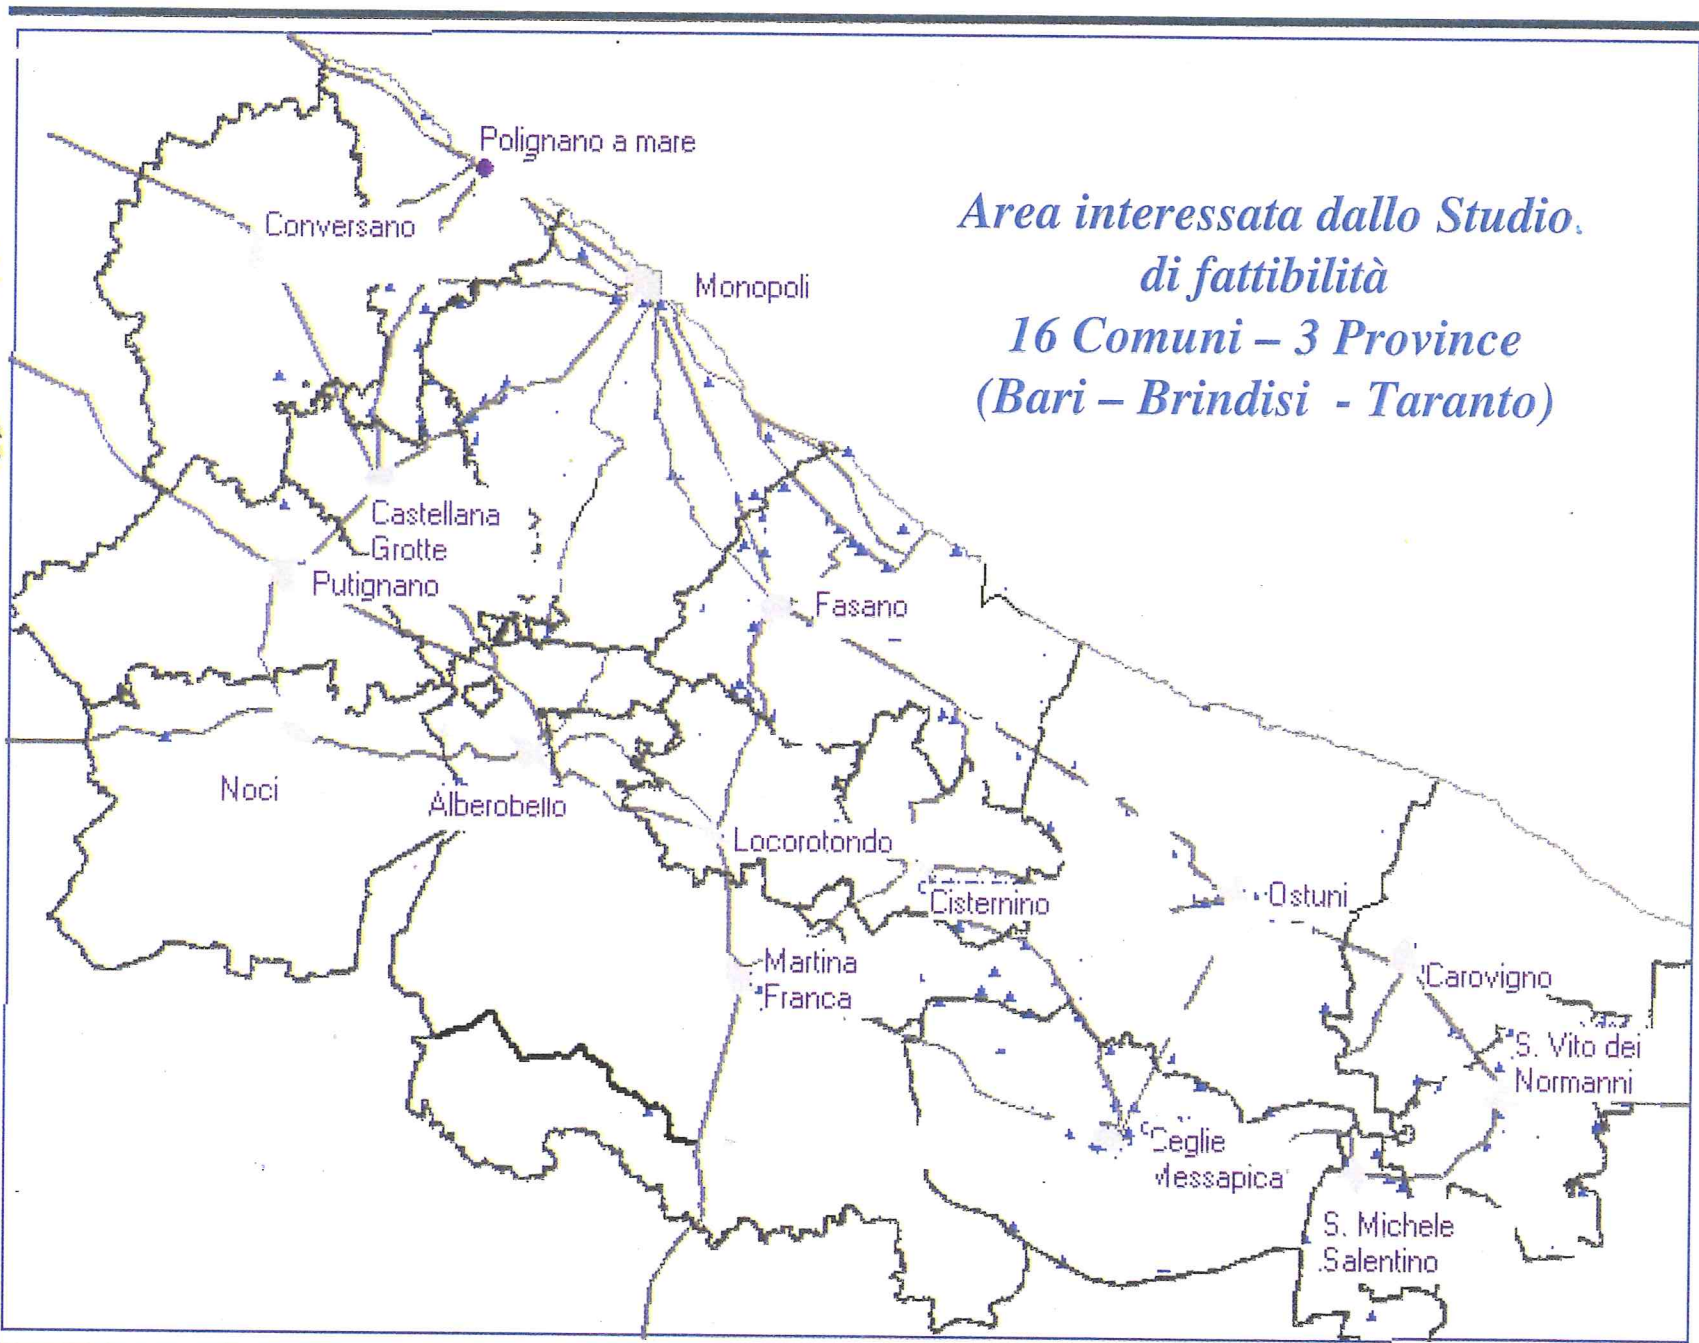 Polignano a mare
Conversano
Monopoli
Area interessata dallo Studio
di fattibilità
16 Comuni – 3 Province
(Bari – Brindisi - Taranto)
Castellana
Grotte
Putignano
Fasano
Noci
Alberobello
Locorotondo
Cisternino
Ostuni
Martina
Franca
Carovigno
S. Vito dei
Normanni
Ceglie
Messapica
S. Michele
Salentino